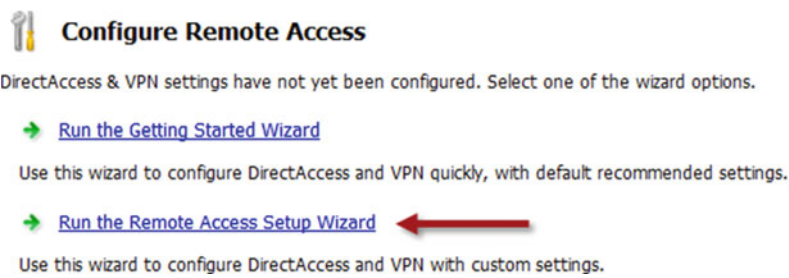 Configure Remote Access
DirectAccess & VPN settings have not yet been configured. Select one of the wizard options.
Run the Getting Started Wizard
Use this wizard to configure DirectAccess and VPN quickly, with default recommended settings.
Run the Remote Access Setup Wizard
Use this wizard to configure DirectAccess and VPN with custom settings.